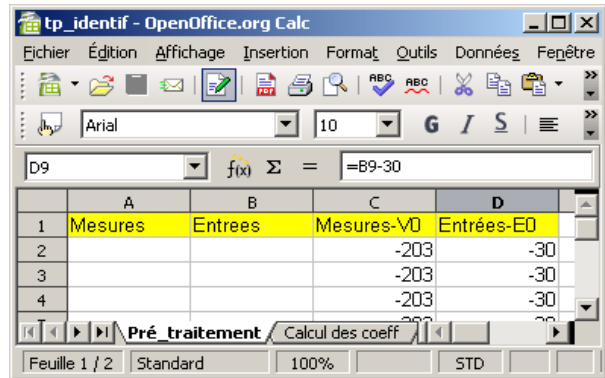 tp_identif - OpenOffice.org Calc
Fichier Édition Affichage Insertion Format Outils Données Fenêtre
ABC ABC
Arial 10 G I S
D9 f(x) Σ = =B9-30
A B C D
1 Mesures Entrees Mesures-V0 Entrées-E0
2 -203 -30
3 -203 -30
4 -203 -30
Pré_traitement Calcul des coeff
Feuille 1 / 2 Standard 100% STD